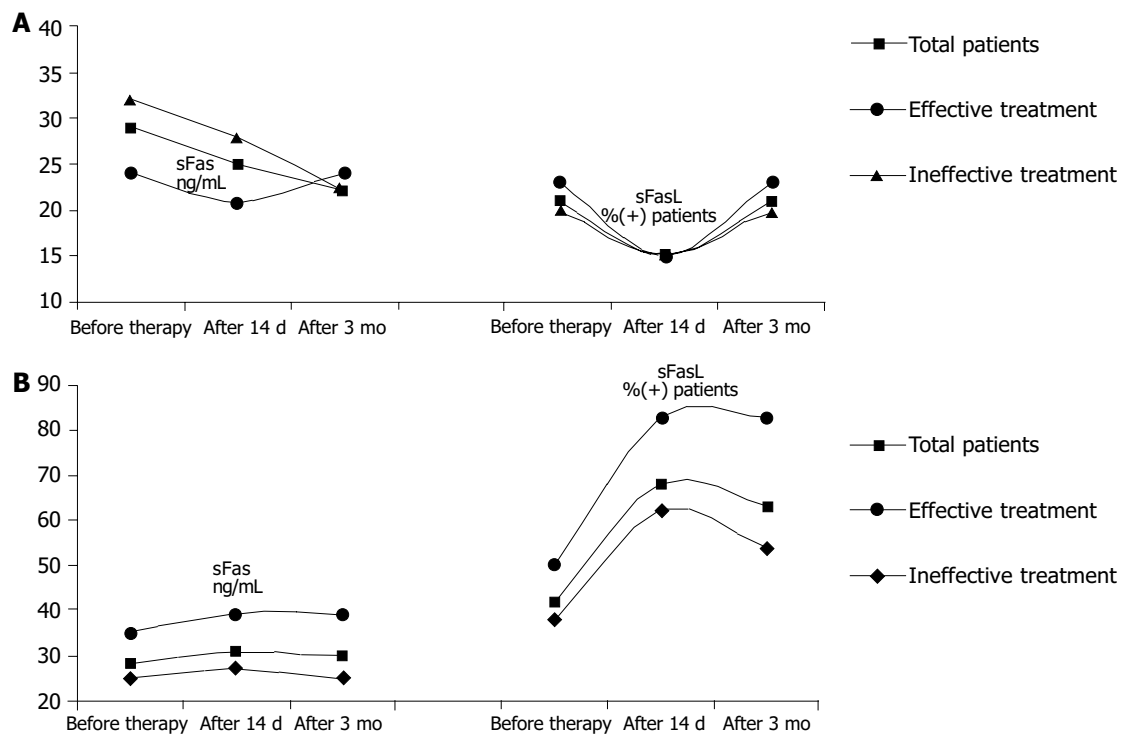 A
40
35
30
25
20
15
10
sFas
ng/mL
sFasL
%(+) patients
Before therapy After 14 d After 3 mo
Before therapy After 14 d After 3 mo
Total patients
Effective treatment
Ineffective treatment
B
90
80
70
60
50
40
30
20
sFas
ng/mL
sFasL
%(+) patients
Before therapy After 14 d After 3 mo
Before therapy After 14 d After 3 mo
Total patients
Effective treatment
Ineffective treatment